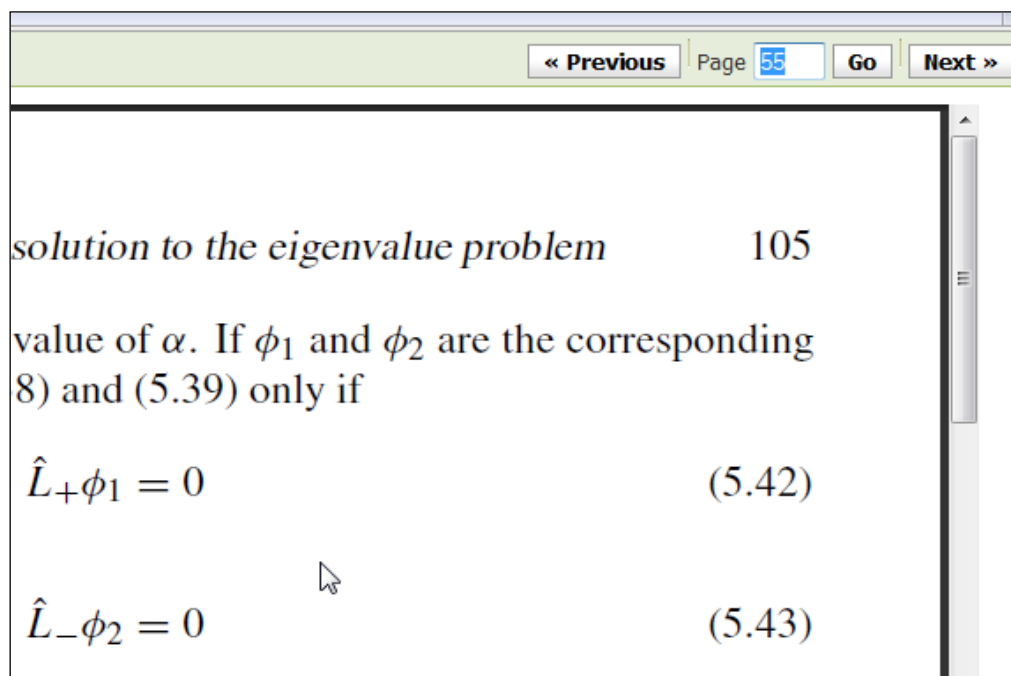 « Previous Page 55 Go Next »
solution to the eigenvalue problem 105
value of α. If ϕ₁ and ϕ₂ are the corresponding
8) and (5.39) only if
L̂₊ϕ₁ = 0 (5.42)
L̂₋ϕ₂ = 0 (5.43)